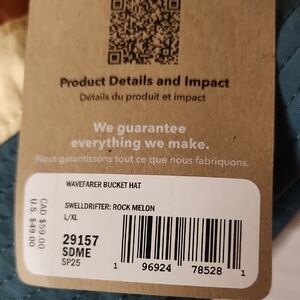 Product Details and Impact
Détails du produit et impact
We guarantee
everything we make.
Nous garantissons tout ce que nous fabriquons.
WAVEFARER BUCKET HAT
SWELLDRIFTER: ROCK MELON
L/XL
29157
SDME
SP25
CAD $59.00
U.S. $49.00
1 96924 78528 1